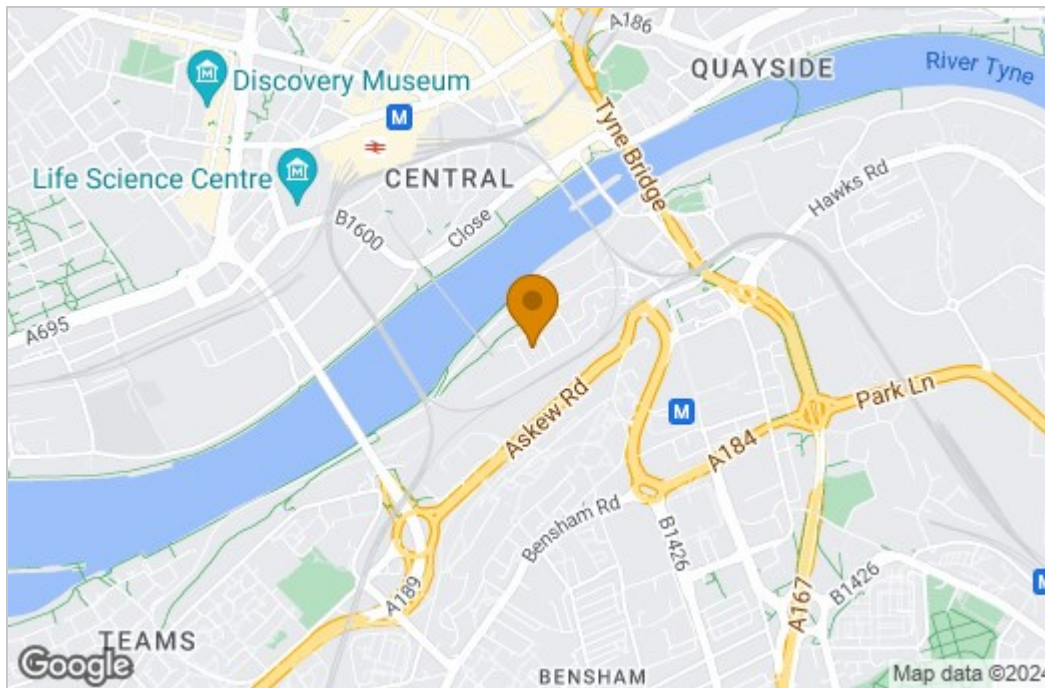 A186
QUAYSIDE
River Tyne
Discovery Museum
M
Tyne Bridge
Life Science Centre
CENTRAL
Hawks Rd
B1600
Close
A695
Askew Rd
M
Park Ln
A184
Bensham Rd
B1426
A189
A167
B1426
M
TEAMS
BENSHAM
Google
Map data ©2024